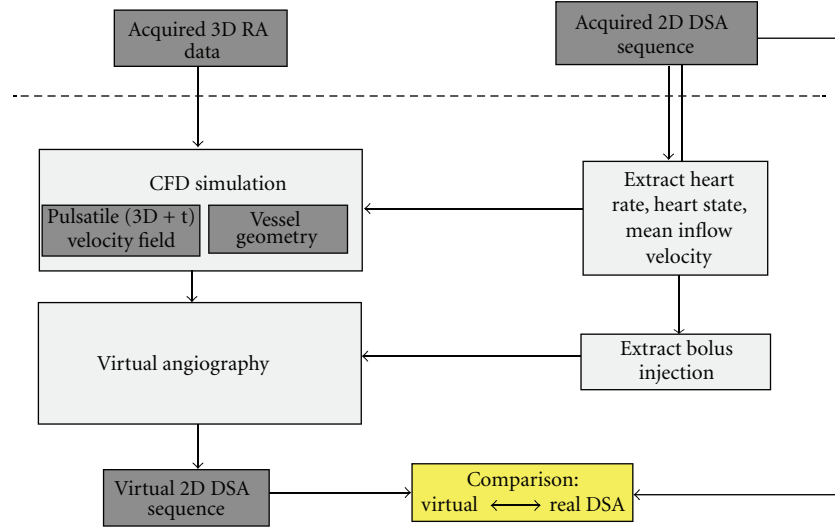 Acquired 3D RA
data
Acquired 2D DSA
sequence
CFD simulation
Pulsatile (3D + t)
velocity field
Vessel
geometry
Extract heart
rate, heart state,
mean inflow
velocity
Virtual angiography
Extract bolus
injection
Virtual 2D DSA
sequence
Comparison:
virtual ⟷ real DSA